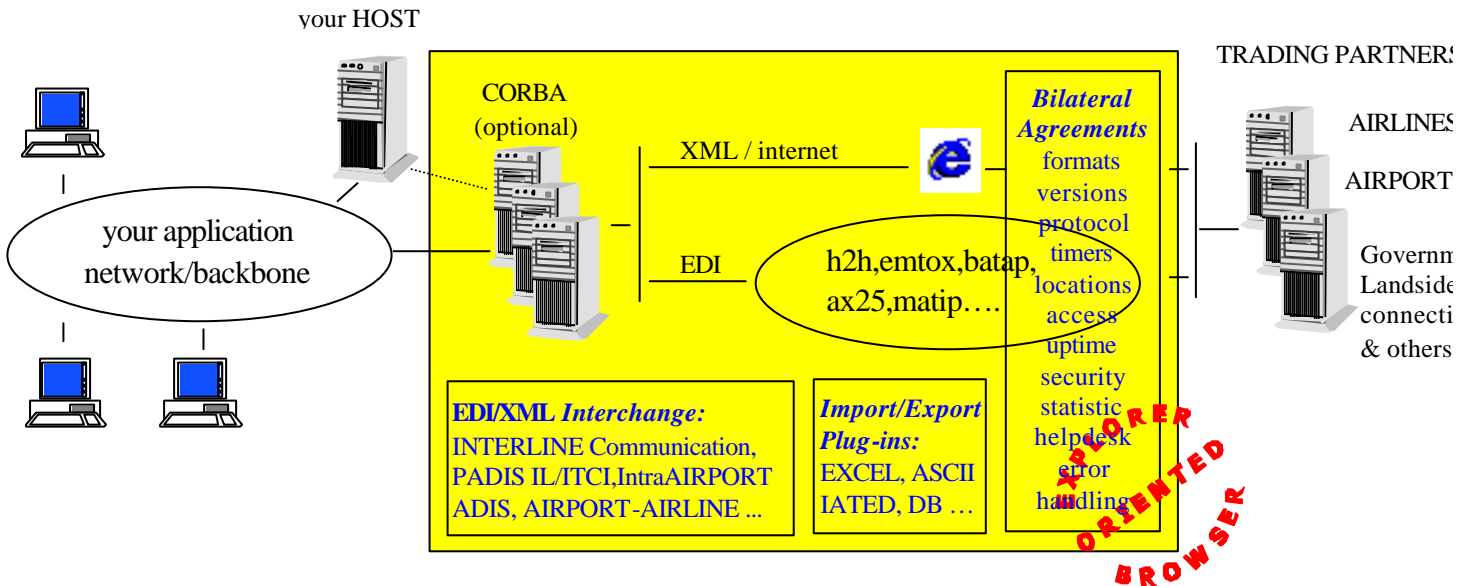 your HOST
your application
network/backbone
CORBA
(optional)
XML / internet
EDI
h2h,emtox,batap,
ax25,matip….
EDI/XML Interchange:
INTERLINE Communication,
PADIS IL/ITCI,IntraAIRPORT
ADIS, AIRPORT-AIRLINE ...
Import/Export
Plug-ins:
EXCEL, ASCII
IATED, DB …
Bilateral
Agreements
formats
versions
protocol
timers
locations
access
uptime
security
statistic
helpdesk
error
handling
EXPLORER
ORIENTED
BROWSER
TRADING PARTNERS
AIRLINES
AIRPORT
Governm
Landside
connecti
& others